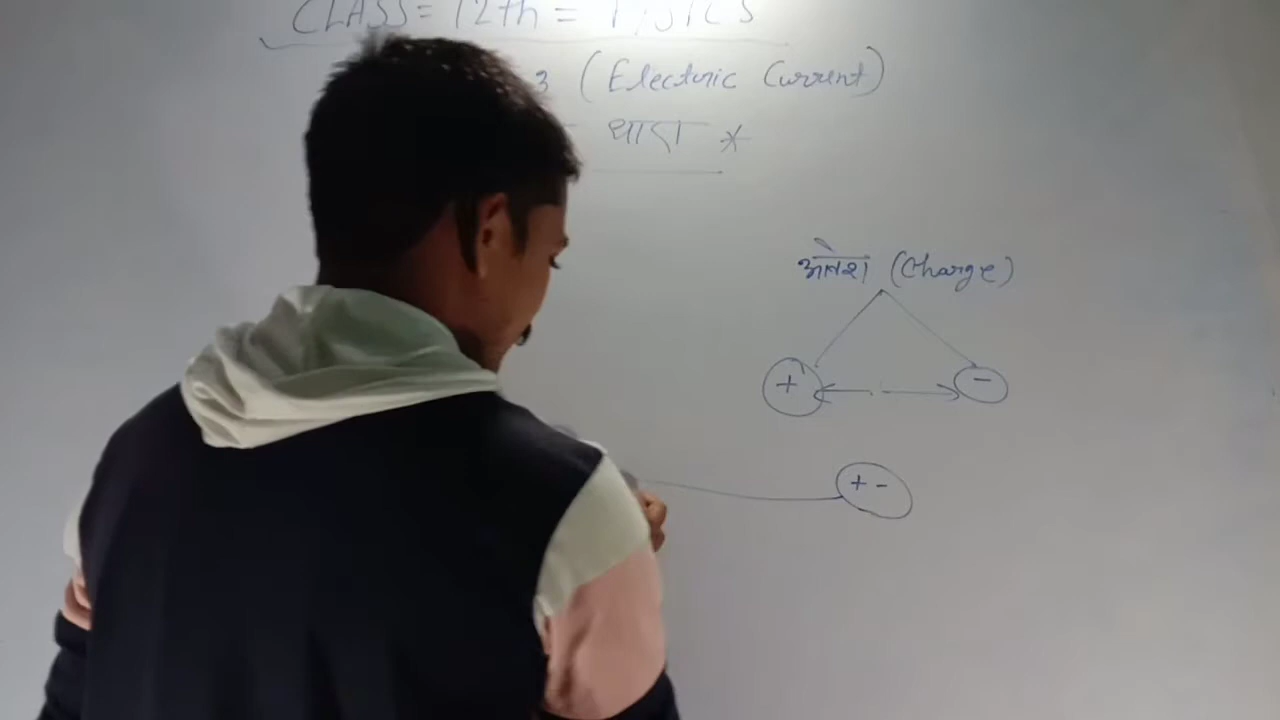 CLASS = 12th = Physics
3 (Electric Current)
धारा *
आवेश (Charge)
+ -
+ -